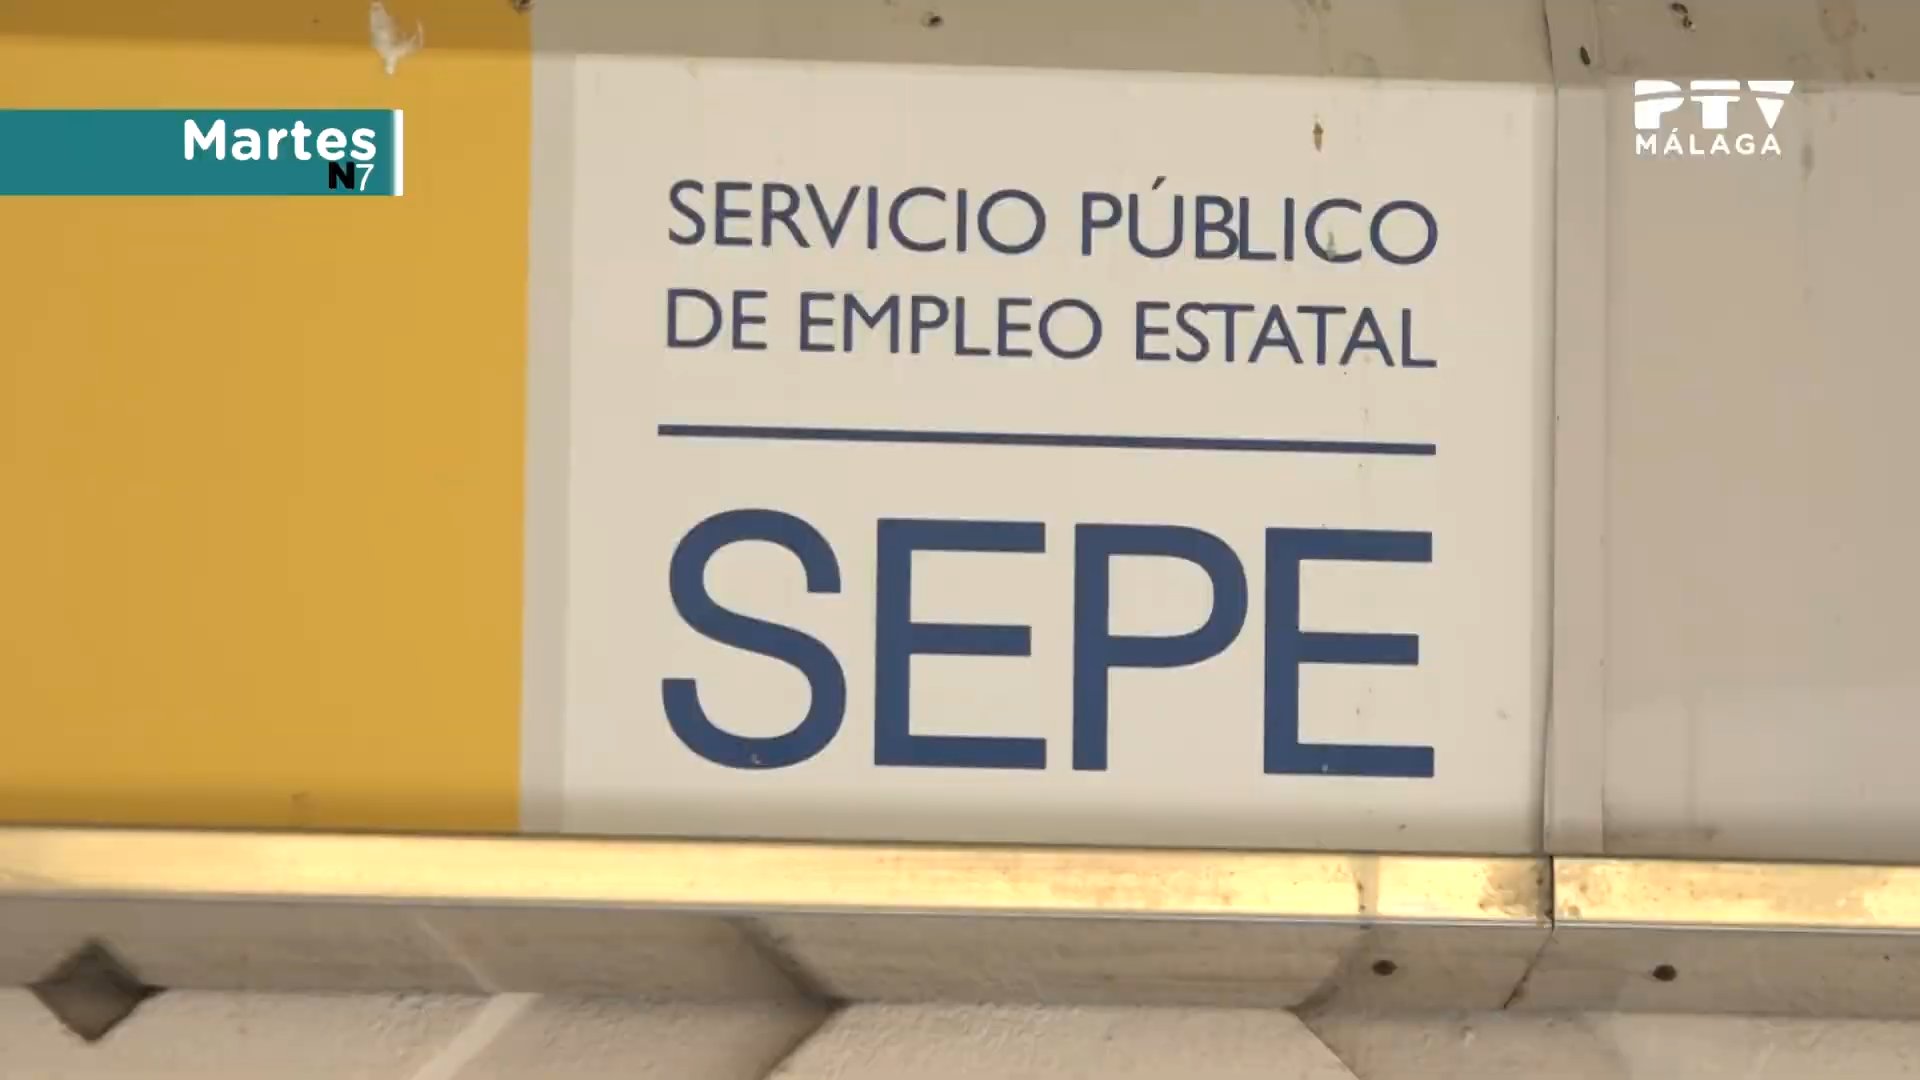 Martes
N7
PTV
MÁLAGA
SERVICIO PÚBLICO
DE EMPLEO ESTATAL
SEPE